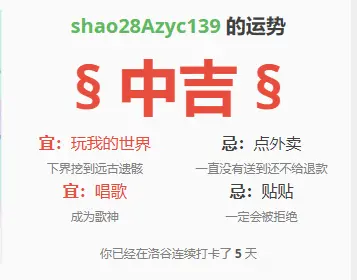 shao28Azyc139 的运势
§ 中吉 §
宜：玩我的世界 忌：点外卖
下界挖到远古遗骸 一直没有送到还不给退款
宜：唱歌 忌：贴贴
成为歌神 一定会被拒绝
你已经在洛谷连续打卡了 5 天